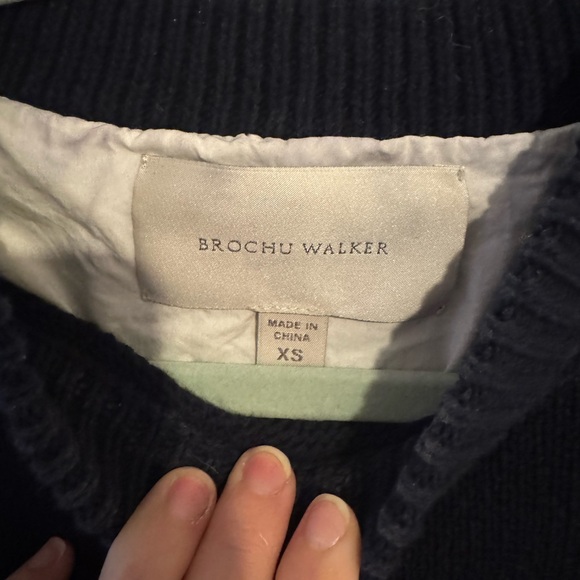 BROCHU WALKER
MADE IN
CHINA
XS